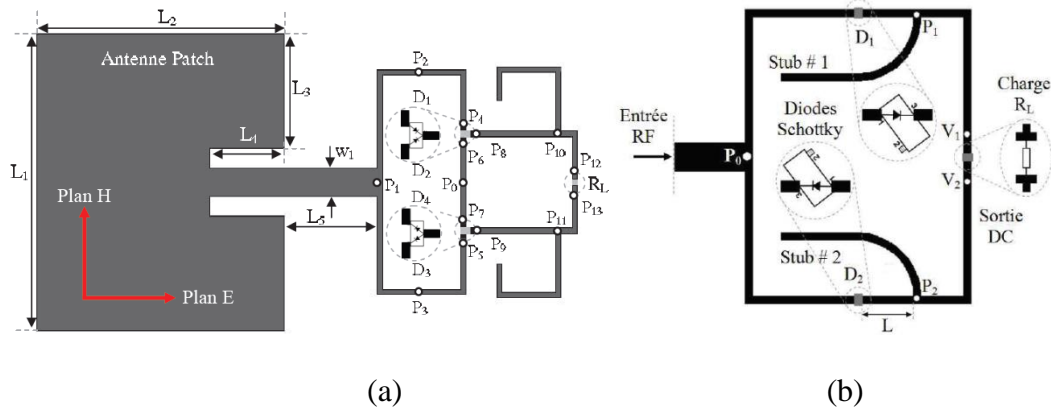 L2
Antenne Patch
L3
L4
L1
W1
L5
Plan H
Plan E
P2
D1
P4
P6
P8
P10
D2
P1
P0
P12
RL
P13
D4
P7
P11
P9
P5
D3
P3
(a)
D1
P1
Stub # 1
Entrée
RF
Diodes
Schottky
Charge
RL
P0
V1
V2
Sortie
DC
Stub # 2
D2
P2
L
(b)